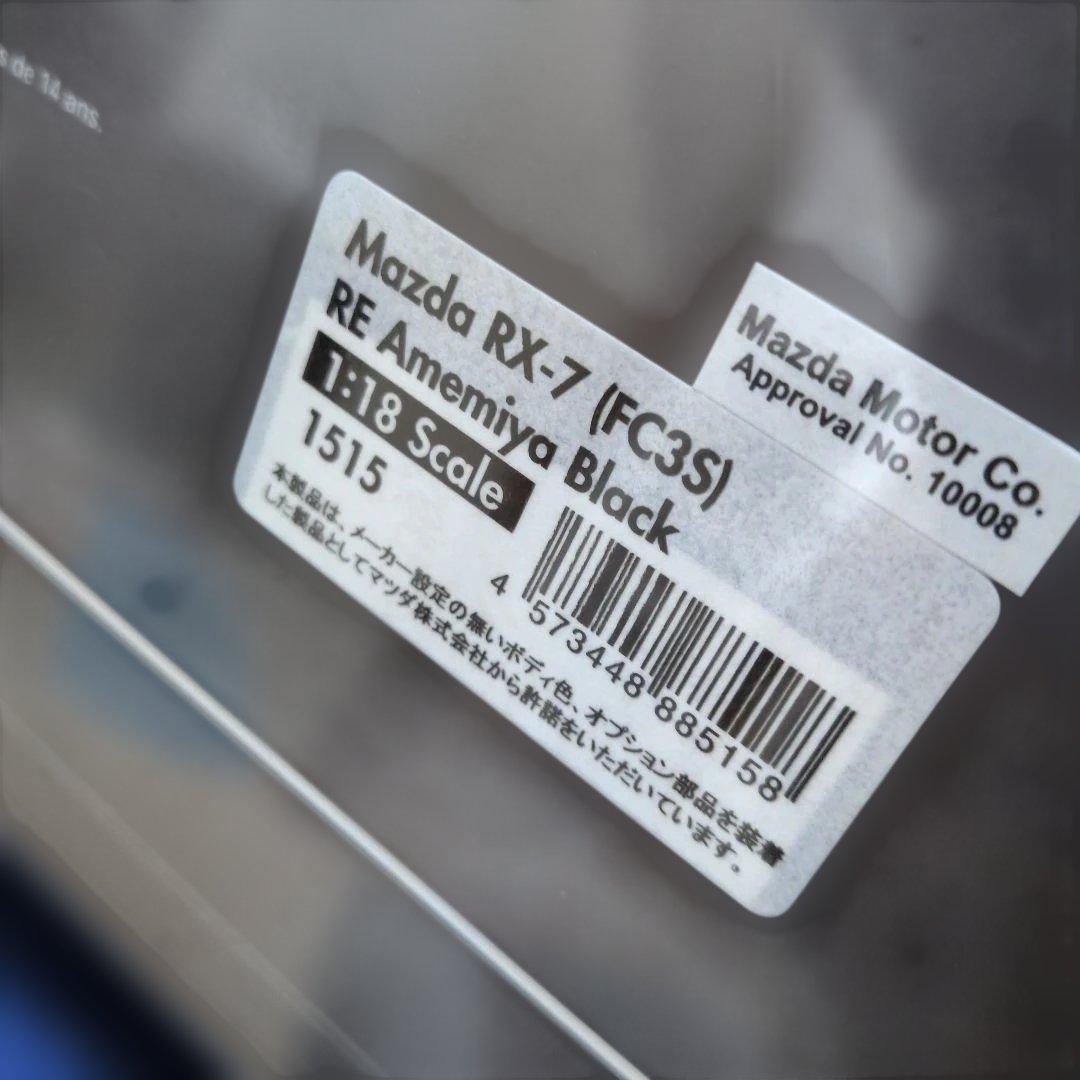 s de 14 ans.
Mazda RX-7 (FC3S)
RE Amemiya Black
1:18 Scale
1515
4 573448 885158
本製品は、メーカー設定の無いボディ色、オプション部品を装着
した製品としてマツダ株式会社から許諾をいただいています。
Mazda Motor Co.
Approval No. 10008